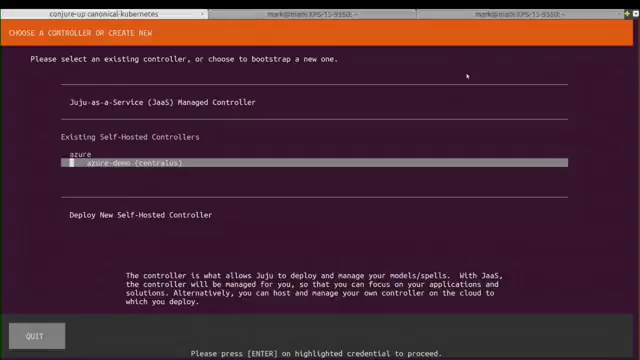 conjure-up canonical-kubernetes
mark@mark-XPS-15-9550: ~
mark@mark-XPS-15-9550: ~
CHOOSE A CONTROLLER OR CREATE NEW
Please select an existing controller, or choose to bootstrap a new one.
Juju-as-a-Service (JaaS) Managed Controller
Existing Self-Hosted Controllers
azure
azure-demo (centralus)
Deploy New Self-Hosted Controller
The controller is what allows Juju to deploy and manage your models/spells. With JaaS,
the controller will be managed for you, so that you can focus on your applications and
solutions. Alternatively, you can host and manage your own controller on the cloud to
which you deploy.
QUIT
Please press [ENTER] on highlighted credential to proceed.